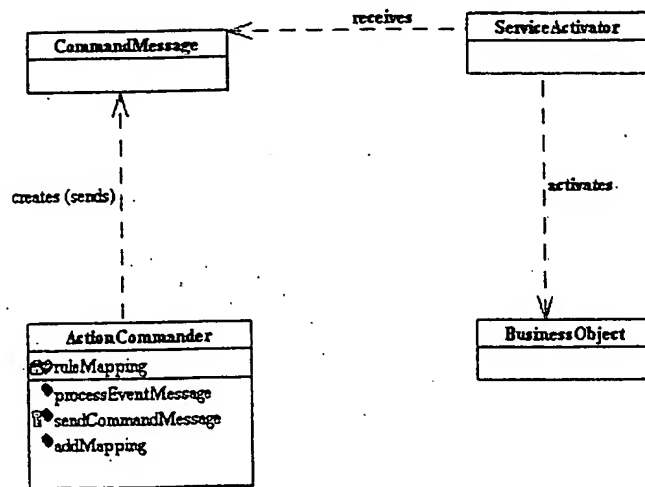 receives
CommandMessage
ServiceActivator
creates (sends)
activates
ActionCommander
ruleMapping
processEventMessage
sendCommandMessage
addMapping
BusinessObject